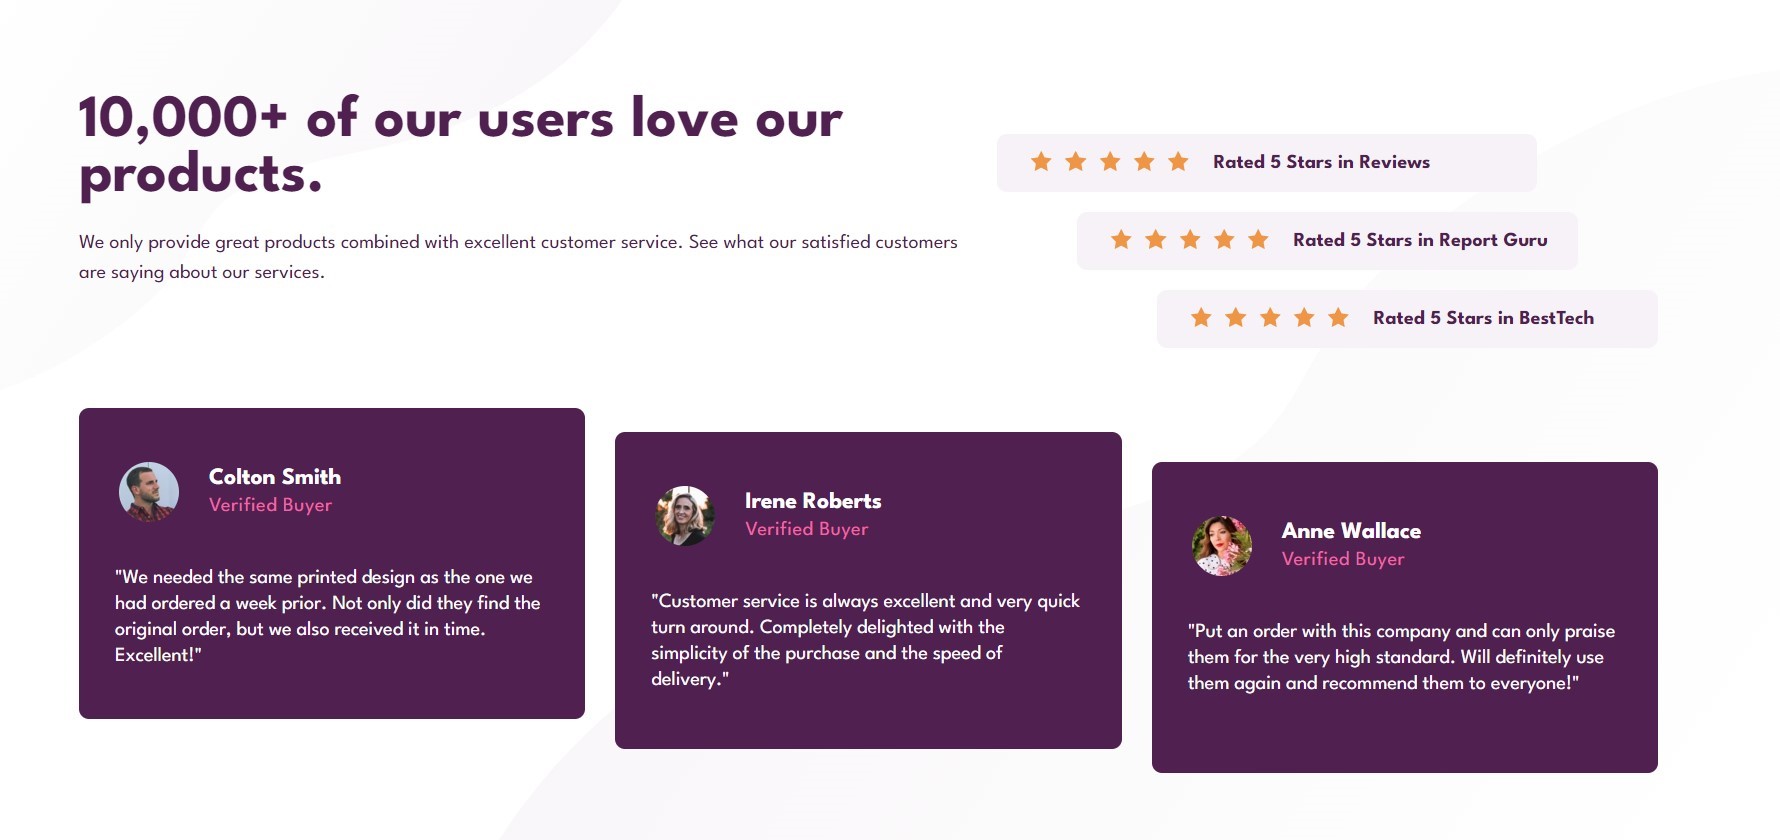 10,000+ of our users love our
products.
We only provide great products combined with excellent customer service. See what our satisfied customers
are saying about our services.
Rated 5 Stars in Reviews
Rated 5 Stars in Report Guru
Rated 5 Stars in BestTech
Colton Smith
Verified Buyer
"We needed the same printed design as the one we
had ordered a week prior. Not only did they find the
original order, but we also received it in time.
Excellent!"
Irene Roberts
Verified Buyer
"Customer service is always excellent and very quick
turn around. Completely delighted with the
simplicity of the purchase and the speed of
delivery."
Anne Wallace
Verified Buyer
"Put an order with this company and can only praise
them for the very high standard. Will definitely use
them again and recommend them to everyone!"